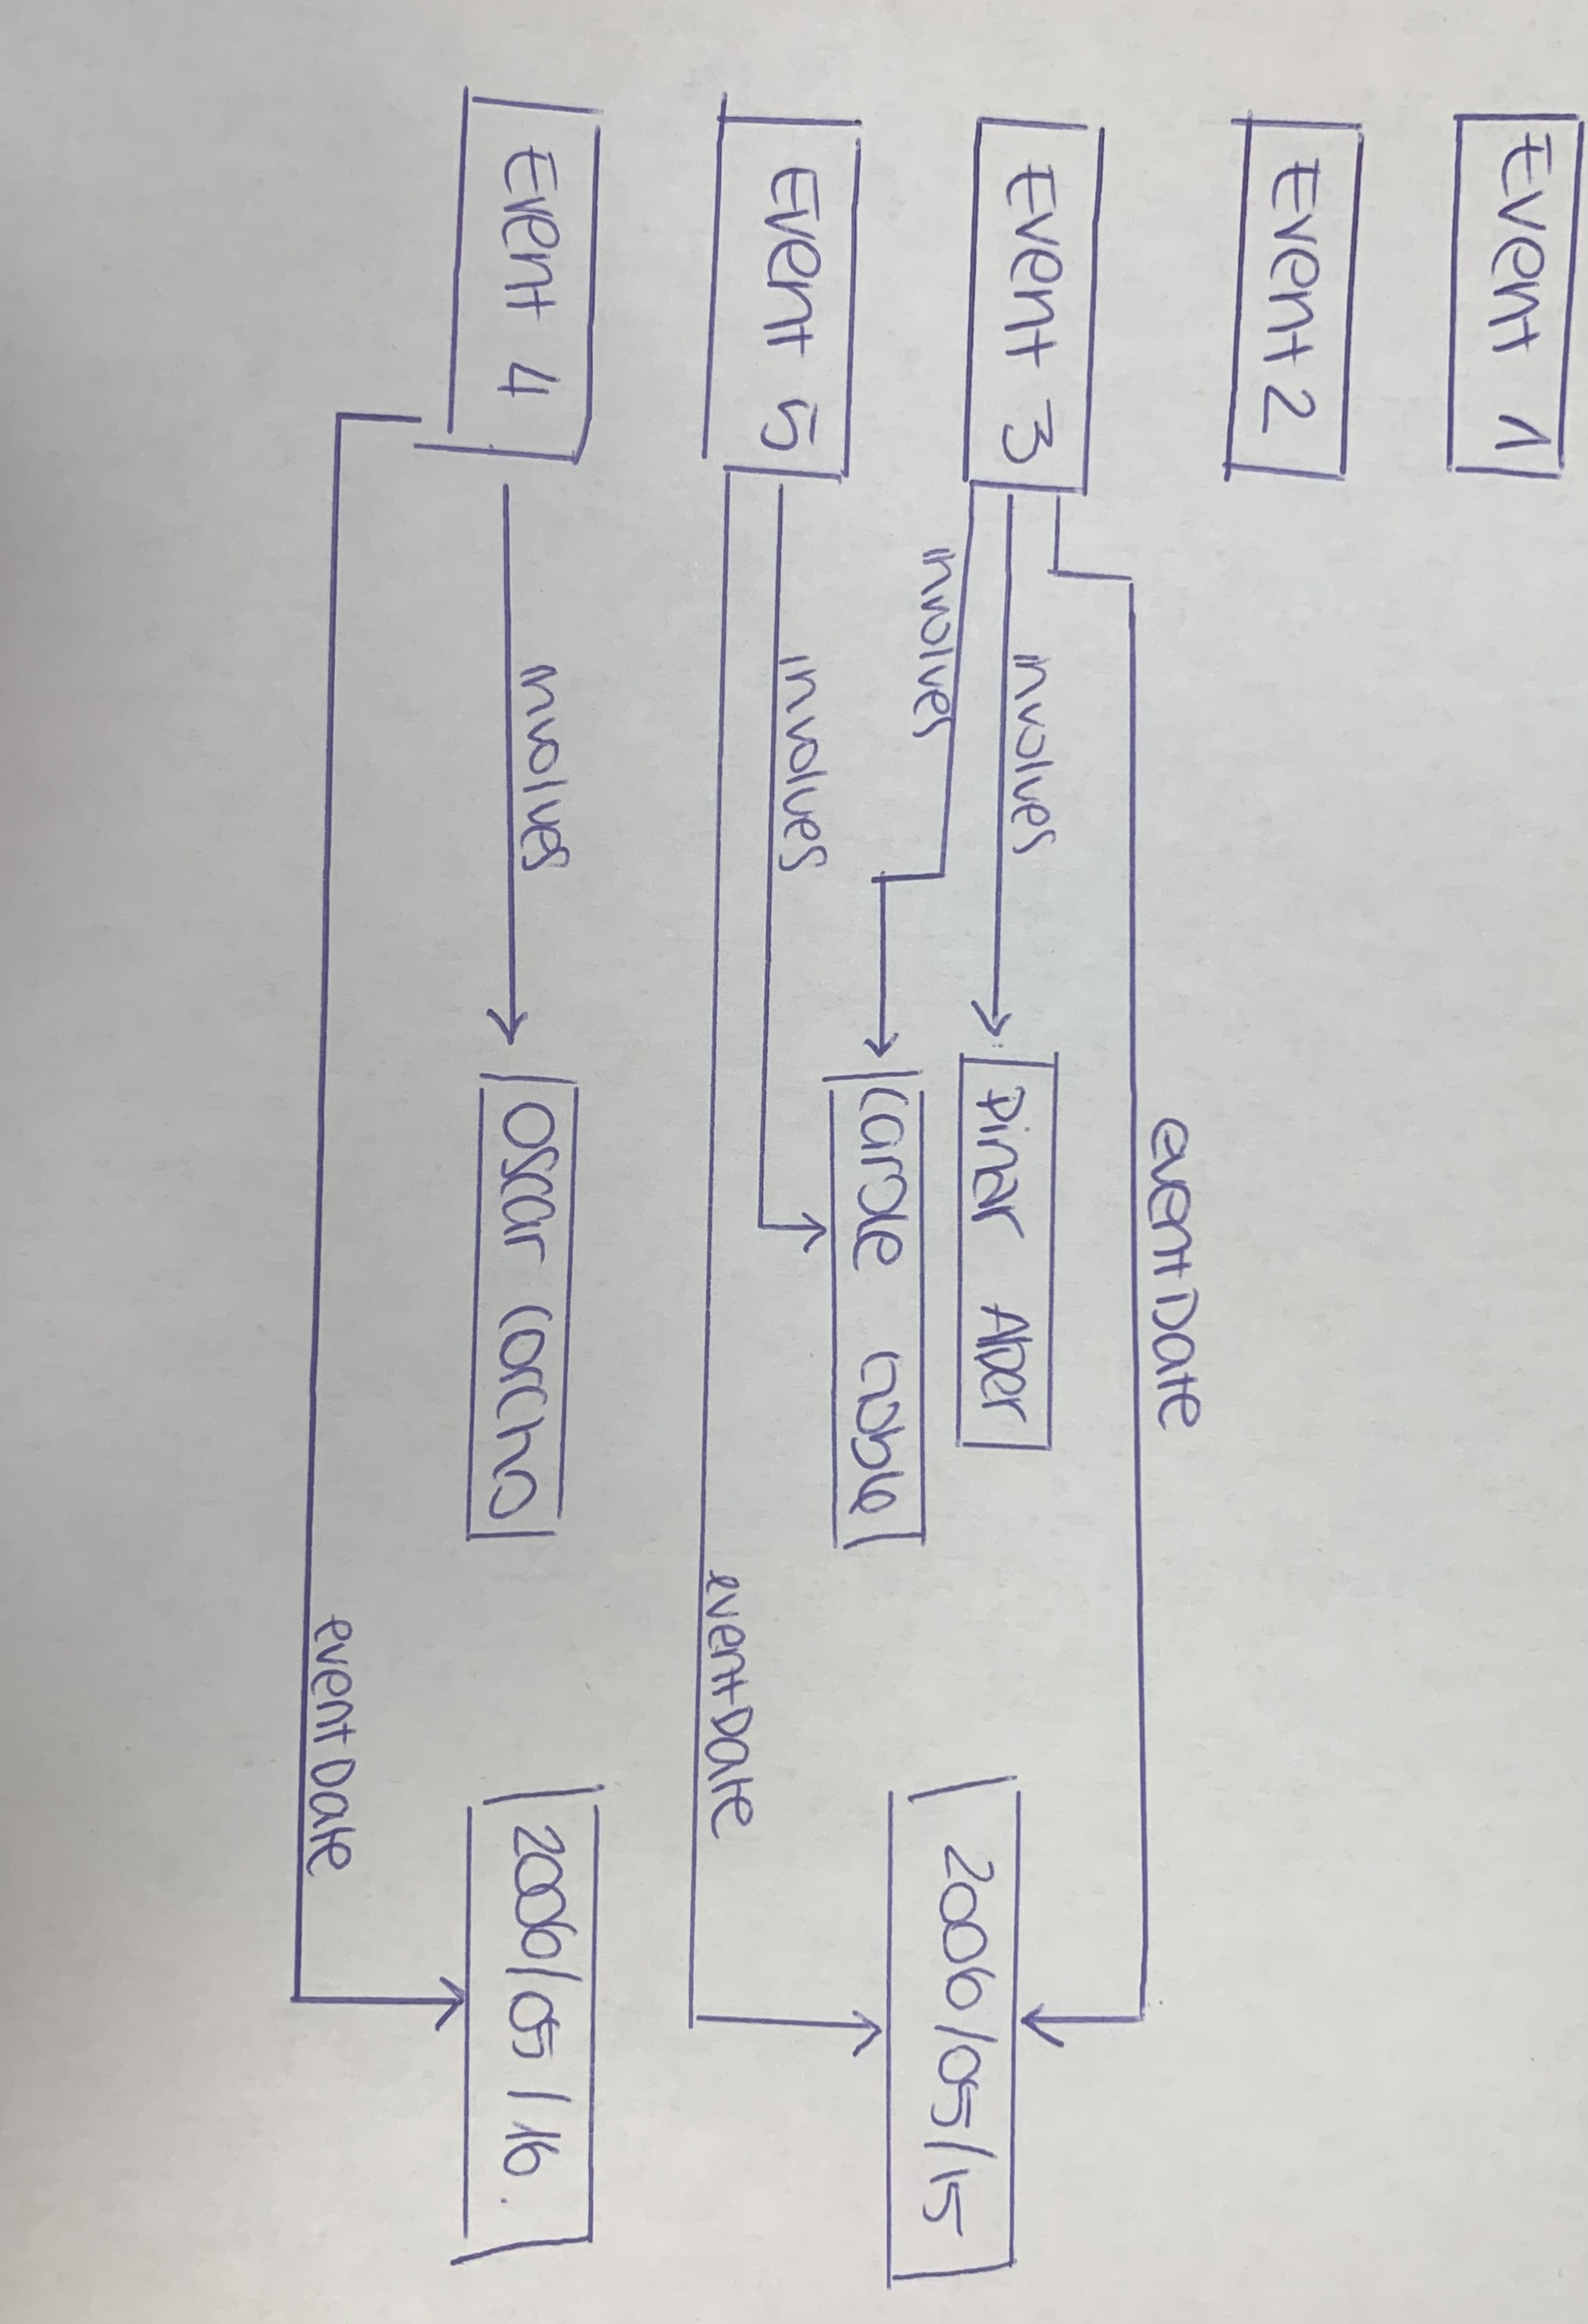 Event 1
Event 2
eventDate
Event 3
involves
Pinar Alper
involves
Carole Goble
2006/05/15
Event 5
involves
eventDate
Event 4
involves
Oscar Corcho
2006/05/16.
eventDate